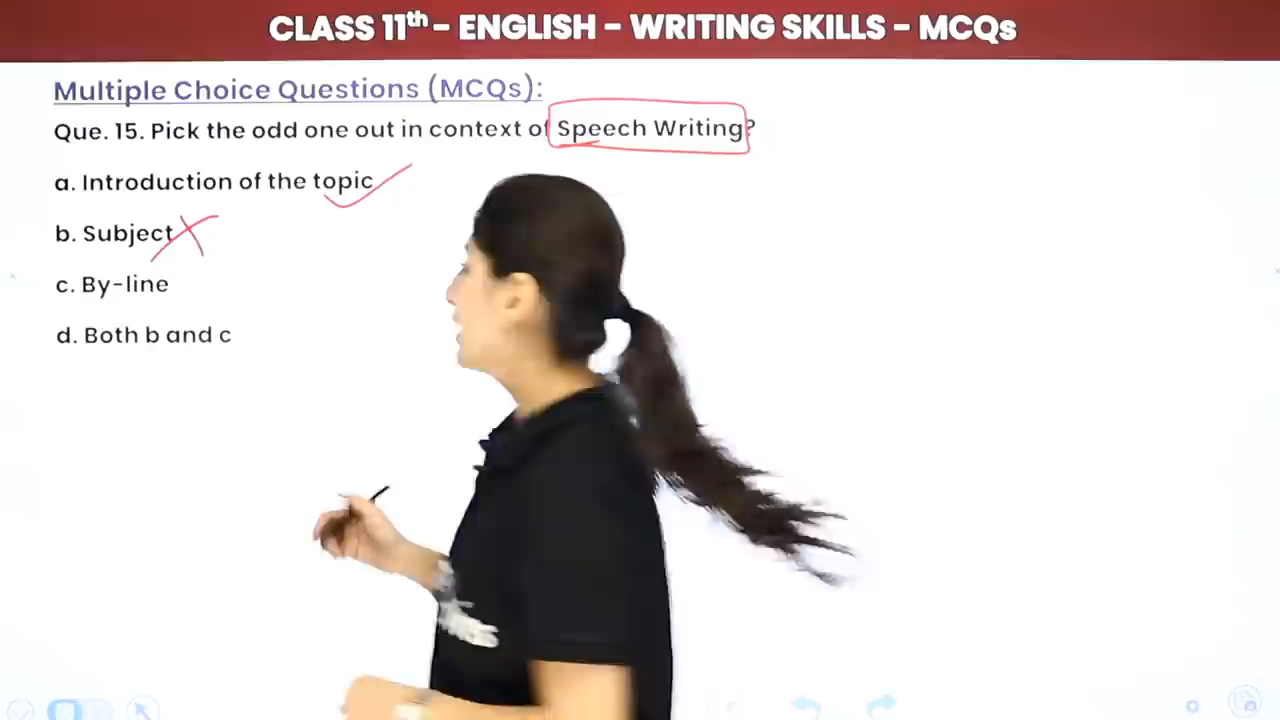 CLASS 11th - ENGLISH - WRITING SKILLS - MCQs
Multiple Choice Questions (MCQs):
Que. 15. Pick the odd one out in context of Speech Writing?
a. Introduction of the topic
b. Subject
c. By-line
d. Both b and c